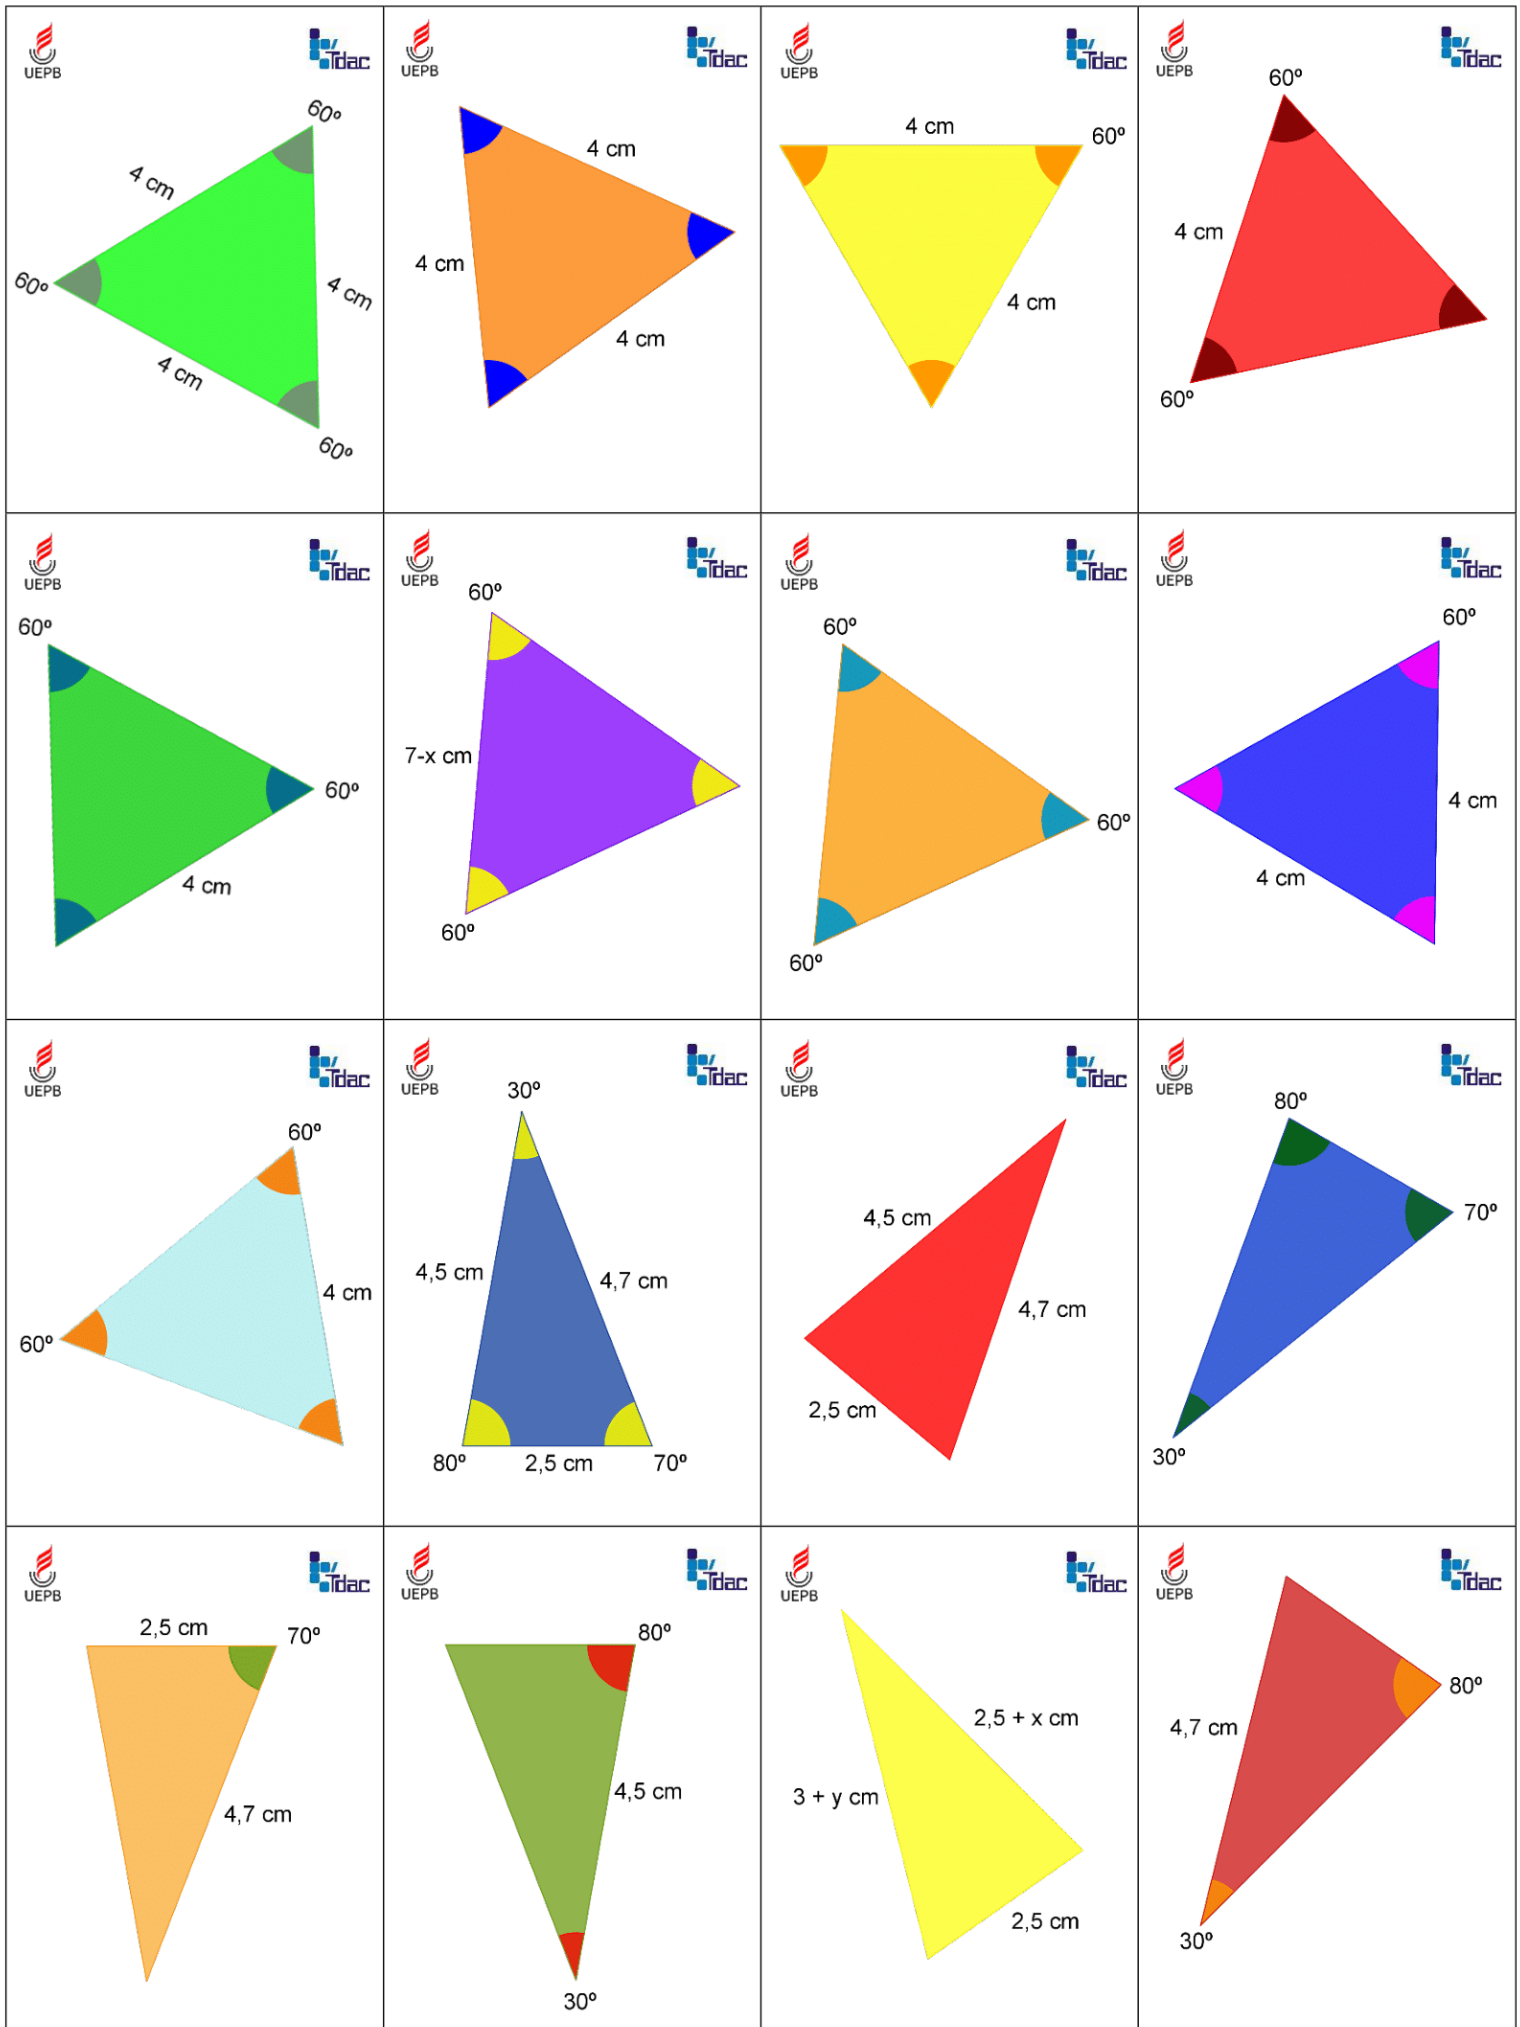 UEPB
Tdac
60º
4 cm
60º
4 cm
4 cm
60º
UEPB
Tdac
4 cm
4 cm
4 cm
UEPB
Tdac
4 cm
60º
4 cm
UEPB
Tdac
60º
4 cm
60º
UEPB
Tdac
60º
60º
4 cm
UEPB
Tdac
60º
7-x cm
60º
UEPB
Tdac
60º
60º
60º
UEPB
Tdac
60º
4 cm
4 cm
UEPB
Tdac
60º
4 cm
60º
UEPB
Tdac
30º
4,5 cm
4,7 cm
80º 2,5 cm 70º
UEPB
Tdac
4,5 cm
4,7 cm
2,5 cm
UEPB
Tdac
80º
70º
30º
UEPB
Tdac
2,5 cm
70º
4,7 cm
UEPB
Tdac
80º
4,5 cm
30º
UEPB
Tdac
2,5 + x cm
3 + y cm
2,5 cm
UEPB
Tdac
80º
4,7 cm
30º